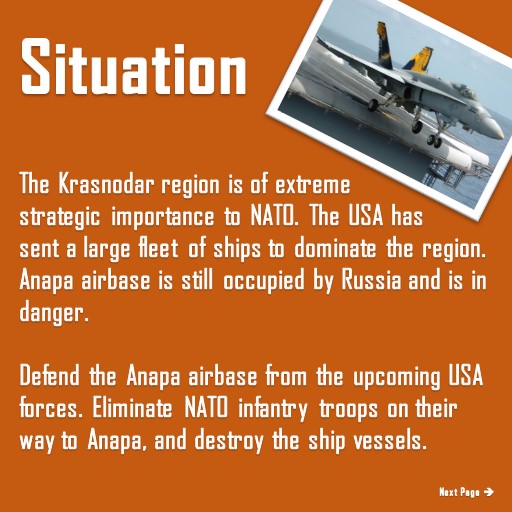 Situation
The Krasnodar region is of extreme
strategic importance to NATO. The USA has
sent a large fleet of ships to dominate the region.
Anapa airbase is still occupied by Russia and is in
danger.
Defend the Anapa airbase from the upcoming USA
forces. Eliminate NATO infantry troops on their
way to Anapa, and destroy the ship vessels.
Next Page →